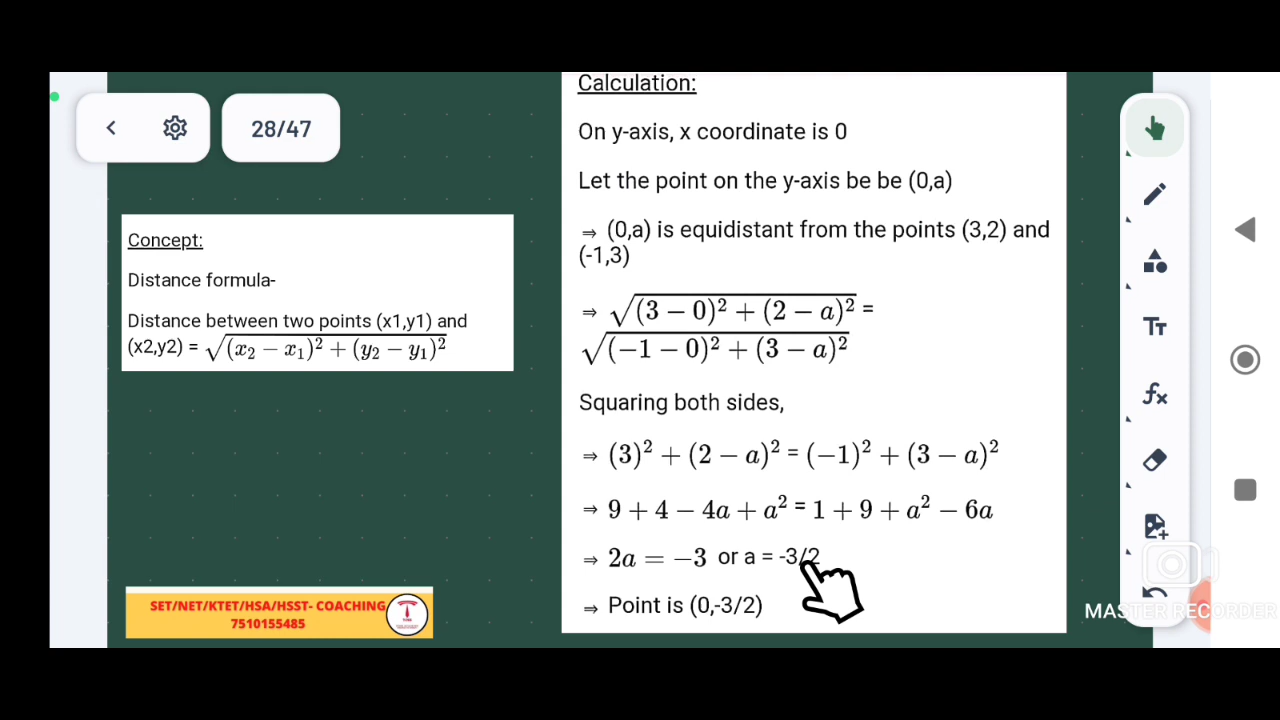 28/47
Concept:
Distance formula-
Distance between two points (x1,y1) and
(x2,y2) = √(x₂ − x₁)² + (y₂ − y₁)²
SET/NET/KTET/HSA/HSST- COACHING
7510155485
Calculation:
On y-axis, x coordinate is 0
Let the point on the y-axis be be (0,a)
⇒ (0,a) is equidistant from the points (3,2) and
(-1,3)
⇒ √(3 − 0)² + (2 − a)² =
√(−1 − 0)² + (3 − a)²
Squaring both sides,
⇒ (3)² + (2 − a)² = (−1)² + (3 − a)²
⇒ 9 + 4 − 4a + a² = 1 + 9 + a² − 6a
⇒ 2a = −3 or a = -3/2
⇒ Point is (0,-3/2)
Tт
fx
MASTER RECORDER